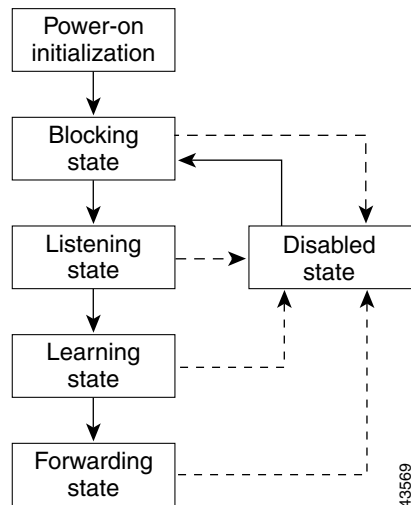 Power-on
initialization
Blocking
state
Listening
state
Disabled
state
Learning
state
Forwarding
state
43569